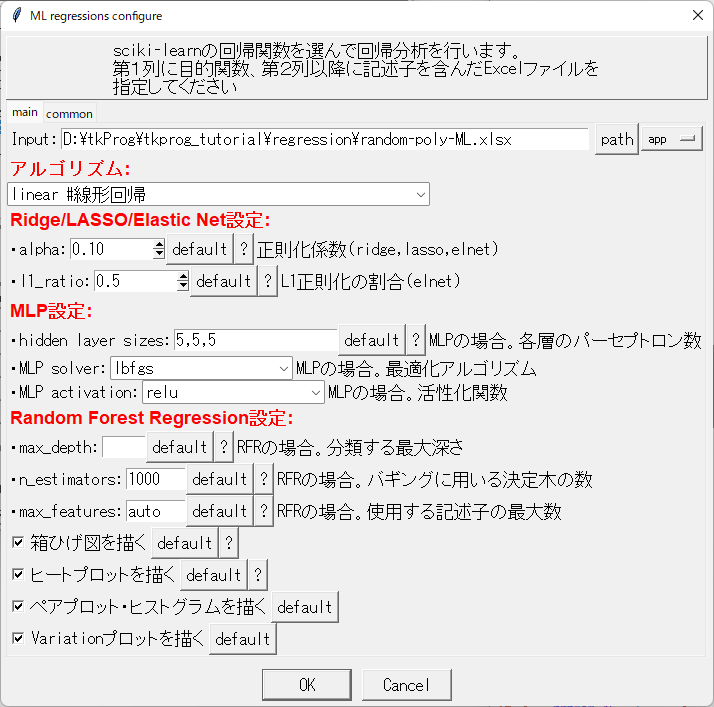 ML regressions configure
sciki-learnの回帰関数を選んで回帰分析を行います。
第1列に目的関数、第2列以降に記述子を含んだExcelファイルを
指定してください
main common
Input: D:¥tkProg¥tkprog_tutorial¥regression¥random-poly-ML.xlsx path app
アルゴリズム:
linear #線形回帰
Ridge/LASSO/Elastic Net設定:
・alpha: 0.10 default ? 正則化係数(ridge,lasso,elnet)
・l1_ratio: 0.5 default ? L1正則化の割合(elnet)
MLP設定:
・hidden layer sizes: 5,5,5 default ? MLPの場合。各層のパーセプトロン数
・MLP solver: lbfgs MLPの場合。最適化アルゴリズム
・MLP activation: relu MLPの場合。活性化関数
Random Forest Regression設定:
・max_depth: default ? RFRの場合。分類する最大深さ
・n_estimators: 1000 default ? RFRの場合。バギングに用いる決定木の数
・max_features: auto default ? RFRの場合。使用する記述子の最大数
箱ひげ図を描く default ?
ヒートプロットを描く default ?
ペアプロット・ヒストグラムを描く default
Variationプロットを描く default
OK Cancel